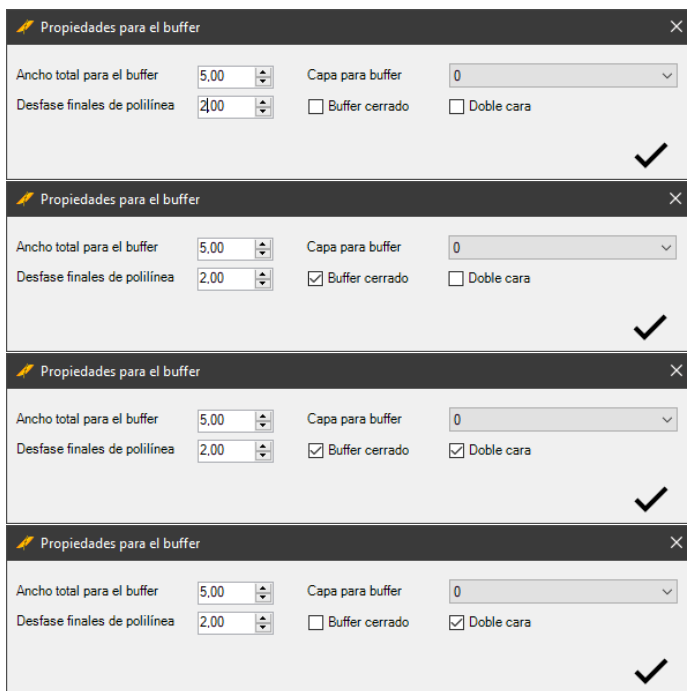 Propiedades para el buffer
Ancho total para el buffer 5,00 Capa para buffer 0
Desfase finales de polilínea 2,00 Buffer cerrado Doble cara
Propiedades para el buffer
Ancho total para el buffer 5,00 Capa para buffer 0
Desfase finales de polilínea 2,00 Buffer cerrado Doble cara
Propiedades para el buffer
Ancho total para el buffer 5,00 Capa para buffer 0
Desfase finales de polilínea 2,00 Buffer cerrado Doble cara
Propiedades para el buffer
Ancho total para el buffer 5,00 Capa para buffer 0
Desfase finales de polilínea 2,00 Buffer cerrado Doble cara